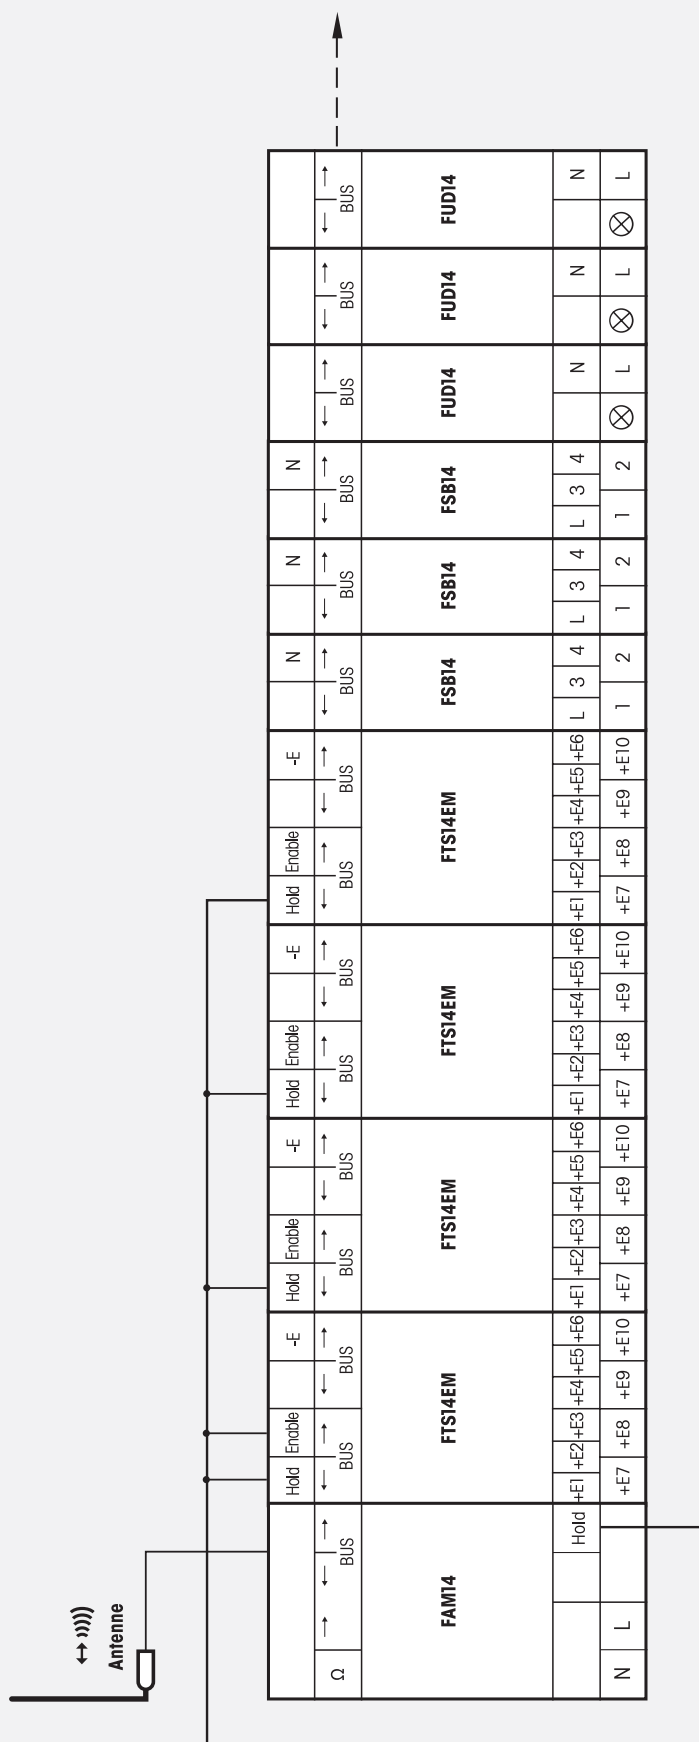 Antenne
Hold Enable -E Hold Enable -E Hold Enable -E Hold Enable -E N N N
Ω BUS BUS BUS BUS BUS BUS BUS BUS BUS BUS BUS BUS BUS BUS BUS
FAM14 FTS14EM FTS14EM FTS14EM FTS14EM FSB14 FSB14 FSB14 FUD14 FUD14 FUD14
Hold +E1 +E2 +E3 +E4 +E5 +E6 +E1 +E2 +E3 +E4 +E5 +E6 +E1 +E2 +E3 +E4 +E5 +E6 +E1 +E2 +E3 +E4 +E5 +E6 L 3 4 L 3 4 L 3 4 N N N
N L +E7 +E8 +E9 +E10 +E7 +E8 +E9 +E10 +E7 +E8 +E9 +E10 +E7 +E8 +E9 +E10 1 2 1 2 1 2 L L L